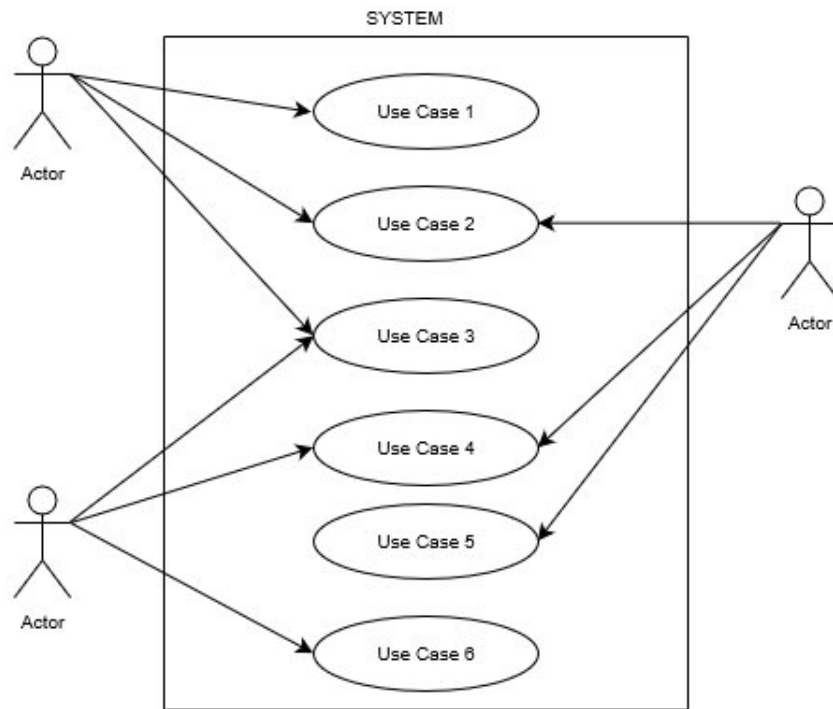 SYSTEM
Use Case 1
Actor
Use Case 2
Actor
Use Case 3
Use Case 4
Use Case 5
Actor
Use Case 6